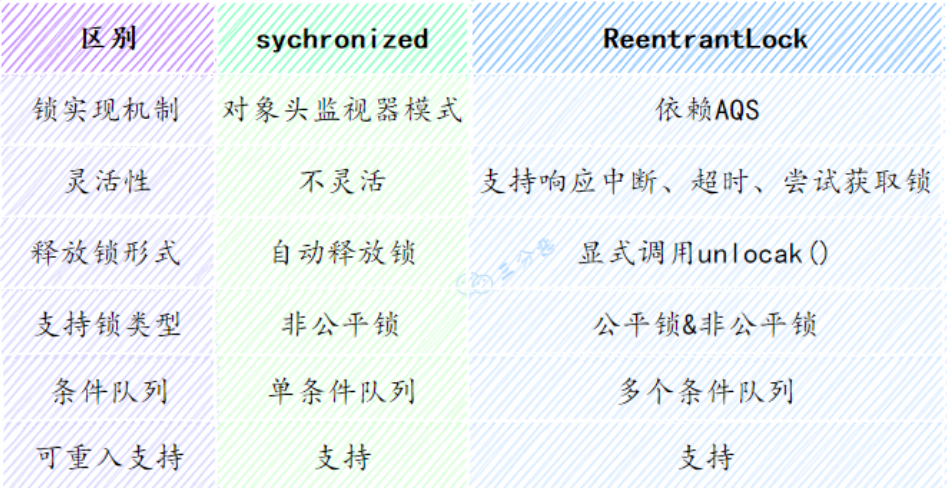 区别 sychronized ReentrantLock
锁实现机制 对象头监视器模式 依赖AQS
灵活性 不灵活 支持响应中断、超时、尝试获取锁
释放锁形式 自动释放锁 显式调用unlocak()
三分恶
支持锁类型 非公平锁 公平锁&非公平锁
条件队列 单条件队列 多个条件队列
可重入支持 支持 支持